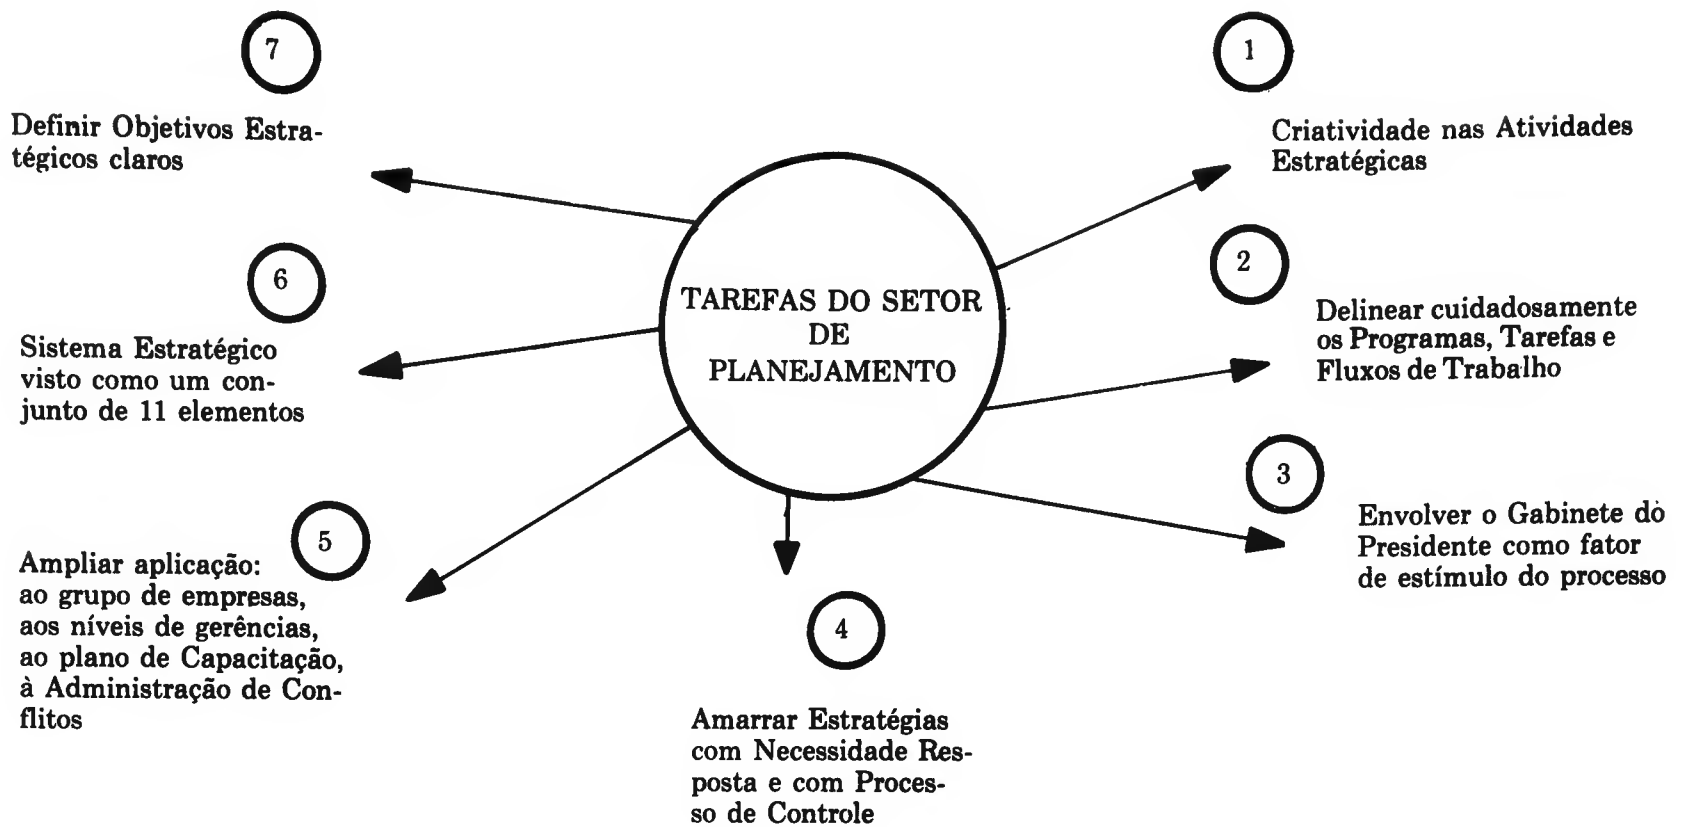 TAREFAS DO SETOR
DE
PLANEJAMENTO
1
Criatividade nas Atividades
Estratégicas
2
Delinear cuidadosamente
os Programas, Tarefas e
Fluxos de Trabalho
3
Envolver o Gabinete do
Presidente como fator
de estímulo do processo
4
Amarrar Estratégias
com Necessidade Res-
posta e com Proces-
so de Controle
5
Ampliar aplicação:
ao grupo de empresas,
aos níveis de gerências,
ao plano de Capacitação,
à Administração de Con-
flitos
6
Sistema Estratégico
visto como um con-
junto de 11 elementos
7
Definir Objetivos Estra-
tégicos claros